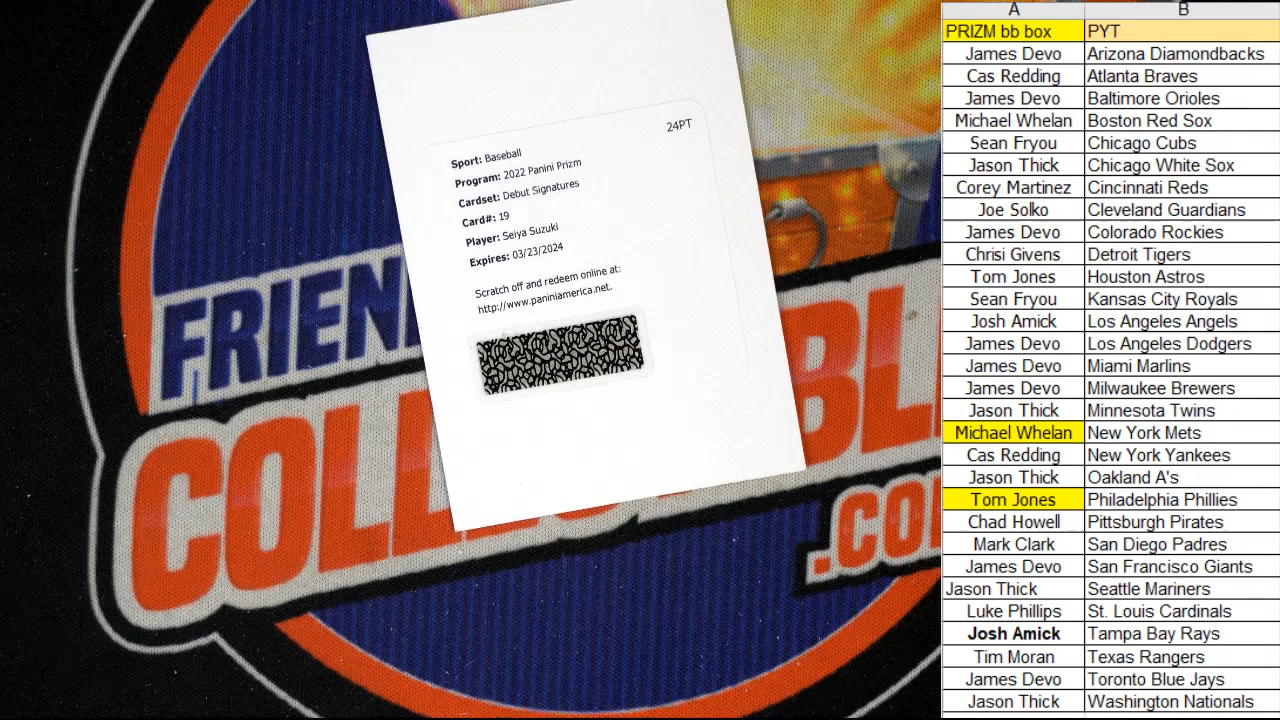 24PT
Sport: Baseball
Program: 2022 Panini Prizm
Cardset: Debut Signatures
Card#: 19
Player: Seiya Suzuki
Expires: 03/23/2024
Scratch off and redeem online at:
http://www.paniniamerica.net.
FRIEN
COLLE BL
.CO
A B
PRIZM bb box PYT
James Devo Arizona Diamondbacks
Cas Redding Atlanta Braves
James Devo Baltimore Orioles
Michael Whelan Boston Red Sox
Sean Fryou Chicago Cubs
Jason Thick Chicago White Sox
Corey Martinez Cincinnati Reds
Joe Solko Cleveland Guardians
James Devo Colorado Rockies
Chrisi Givens Detroit Tigers
Tom Jones Houston Astros
Sean Fryou Kansas City Royals
Josh Amick Los Angeles Angels
James Devo Los Angeles Dodgers
James Devo Miami Marlins
James Devo Milwaukee Brewers
Jason Thick Minnesota Twins
Michael Whelan New York Mets
Cas Redding New York Yankees
Jason Thick Oakland A's
Tom Jones Philadelphia Phillies
Chad Howell Pittsburgh Pirates
Mark Clark San Diego Padres
James Devo San Francisco Giants
Jason Thick Seattle Mariners
Luke Phillips St. Louis Cardinals
Josh Amick Tampa Bay Rays
Tim Moran Texas Rangers
James Devo Toronto Blue Jays
Jason Thick Washington Nationals